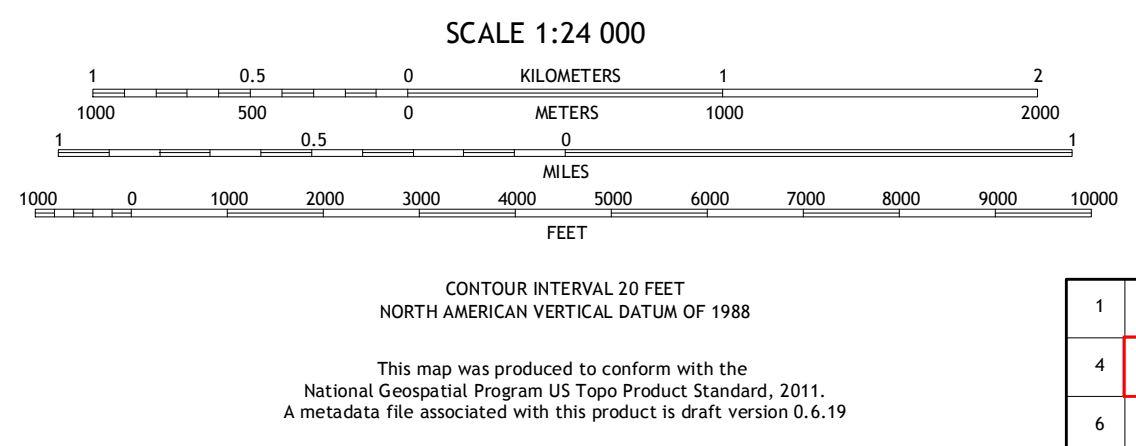 SCALE 1:24 000
1 0.5 0 KILOMETERS 1 2
1000 500 0 METERS 1000 2000
1 0.5 0 1
MILES
1000 0 1000 2000 3000 4000 5000 6000 7000 8000 9000 10000
FEET
CONTOUR INTERVAL 20 FEET
NORTH AMERICAN VERTICAL DATUM OF 1988
This map was produced to conform with the
National Geospatial Program US Topo Product Standard, 2011.
A metadata file associated with this product is draft version 0.6.19
1
4
6